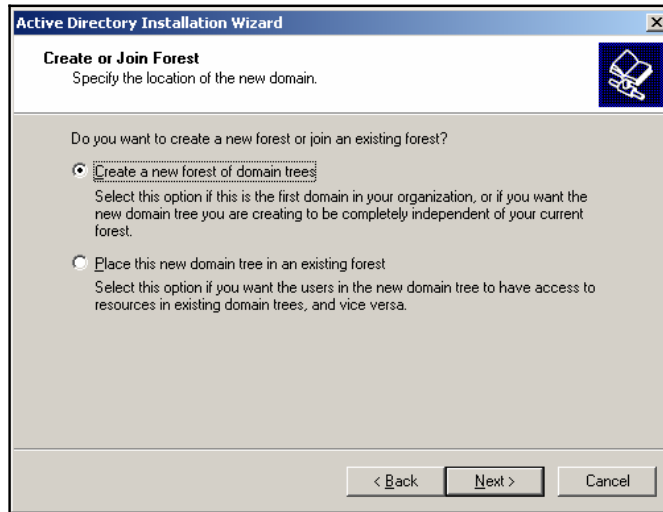 Active Directory Installation Wizard
Create or Join Forest
Specify the location of the new domain.
Do you want to create a new forest or join an existing forest?
Create a new forest of domain trees
Select this option if this is the first domain in your organization, or if you want the
new domain tree you are creating to be completely independent of your current
forest.
Place this new domain tree in an existing forest
Select this option if you want the users in the new domain tree to have access to
resources in existing domain trees, and vice versa.
< Back
Next >
Cancel